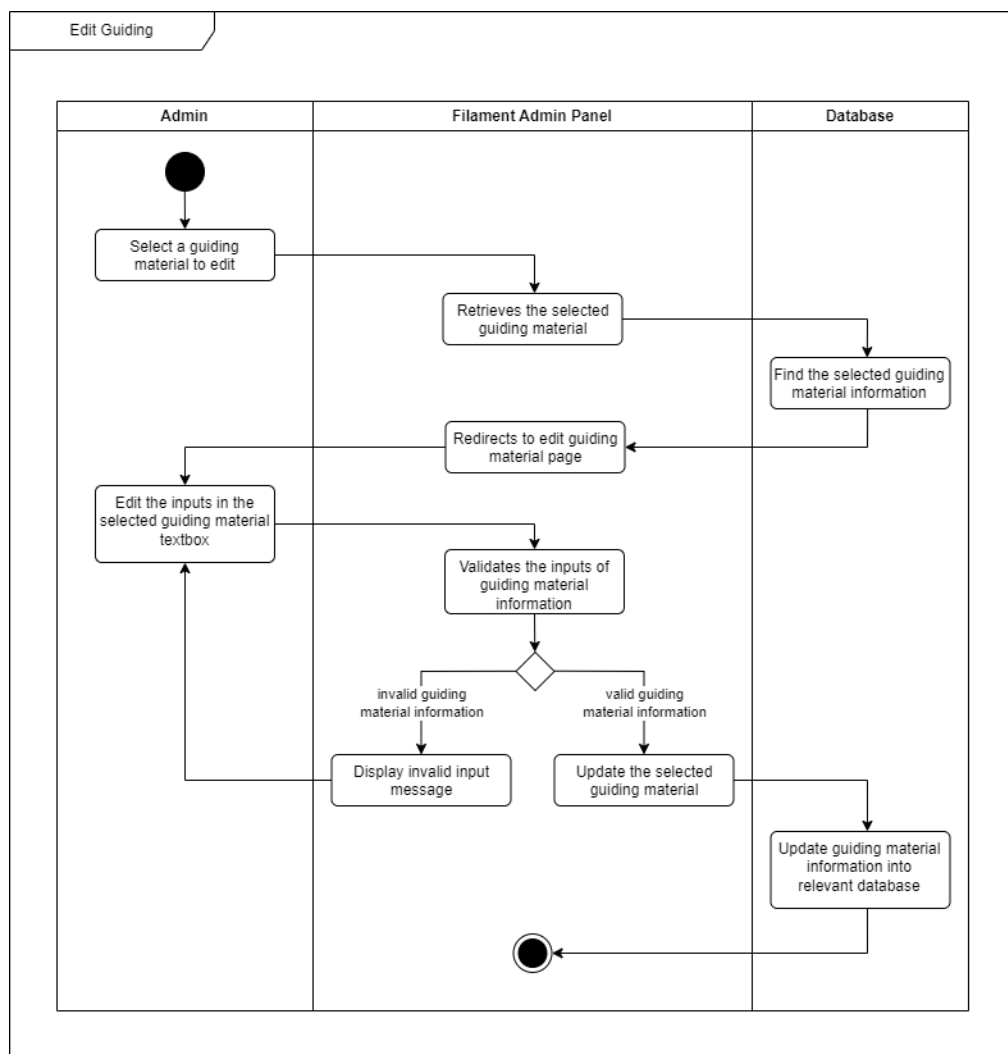 Edit Guiding
Admin
Filament Admin Panel
Database
Select a guiding
material to edit
Retrieves the selected
guiding material
Find the selected guiding
material information
Redirects to edit guiding
material page
Edit the inputs in the
selected guiding material
textbox
Validates the inputs of
guiding material
information
invalid guiding
material information
valid guiding
material information
Display invalid input
message
Update the selected
guiding material
Update guiding material
information into
relevant database